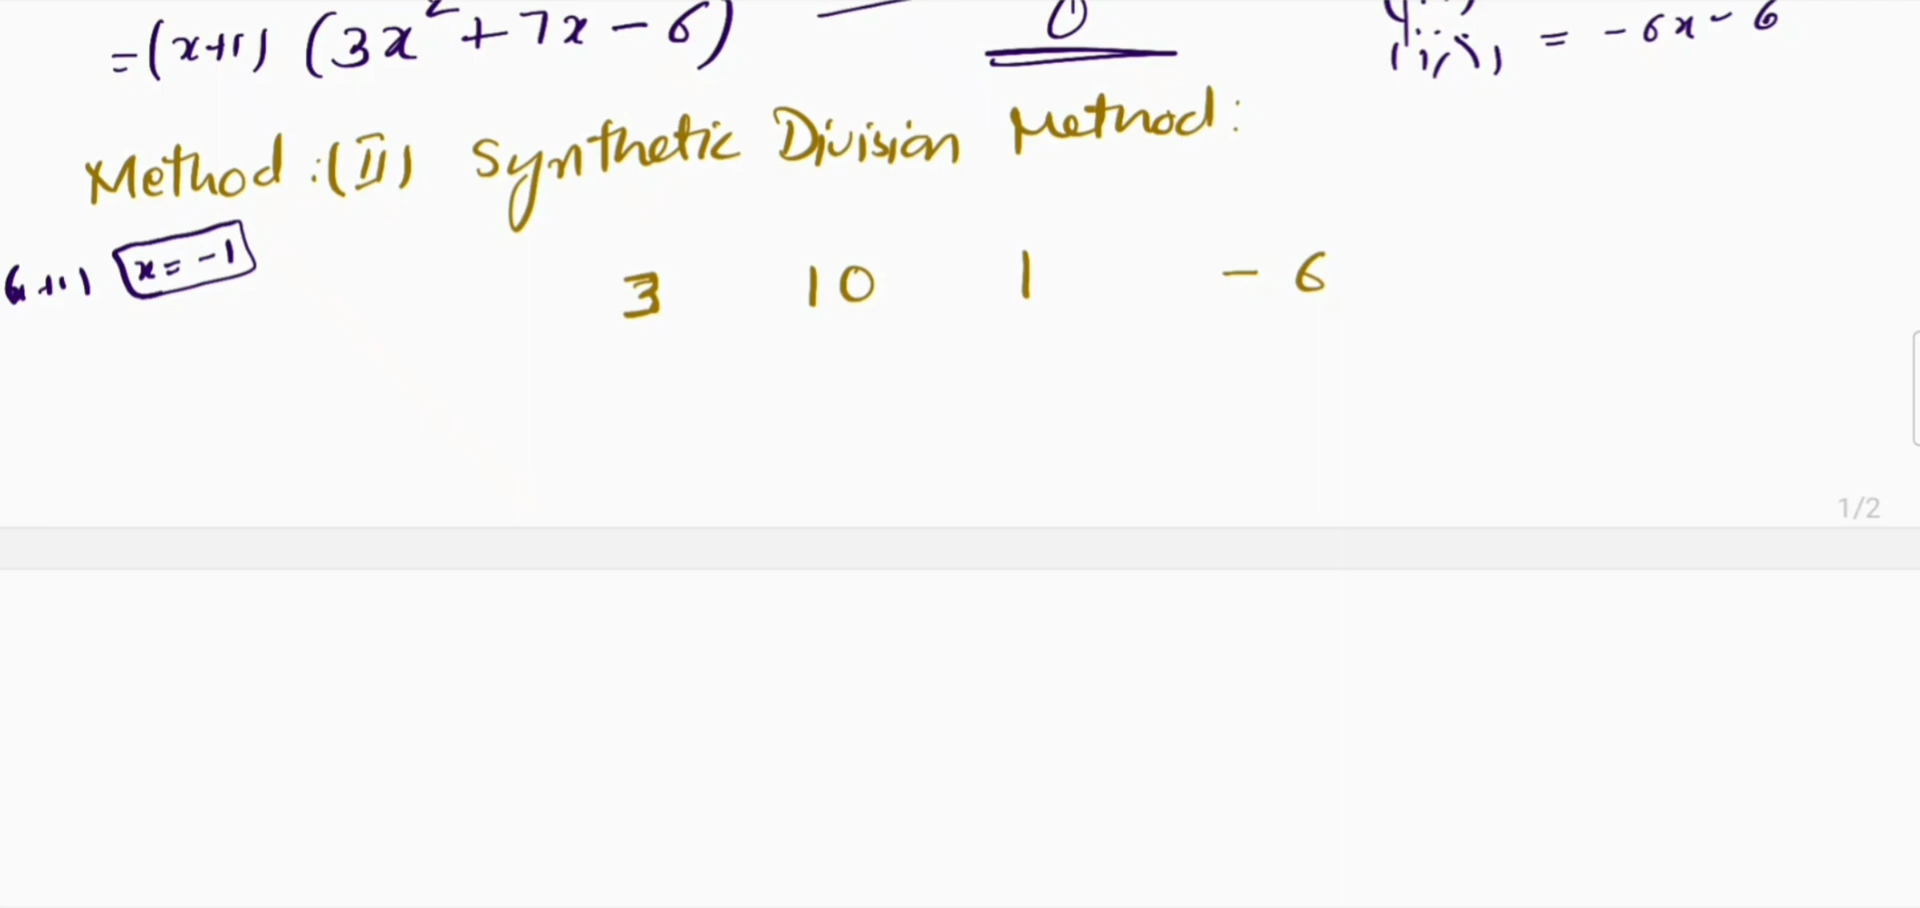 =(x+1) (3x²+7x-6)
0
= -6x-6
Method:(II) Synthetic Division Method:
(x+1) x=-1
3 10 1 -6
1/2